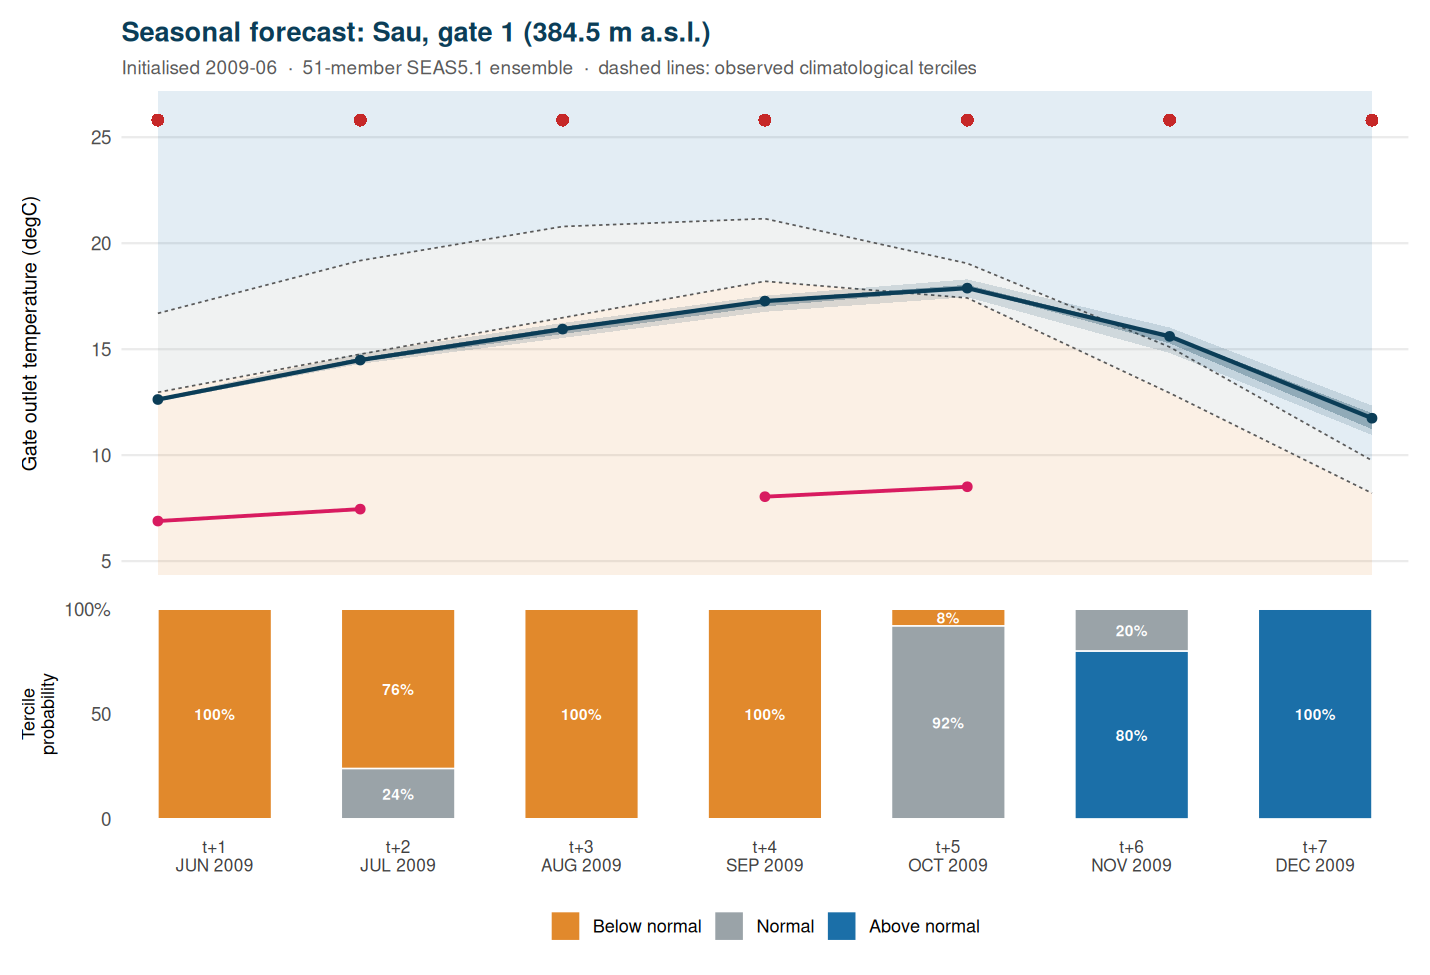 Seasonal forecast: Sau, gate 1 (384.5 m a.s.l.)
Initialised 2009-06 · 51-member SEAS5.1 ensemble · dashed lines: observed climatological terciles
Gate outlet temperature (degC)
25
20
15
10
5
Tercile
probability
100%
50
0
100%
76%
24%
100%
100%
8%
92%
20%
80%
100%
t+1
JUN 2009
t+2
JUL 2009
t+3
AUG 2009
t+4
SEP 2009
t+5
OCT 2009
t+6
NOV 2009
t+7
DEC 2009
Below normal
Normal
Above normal